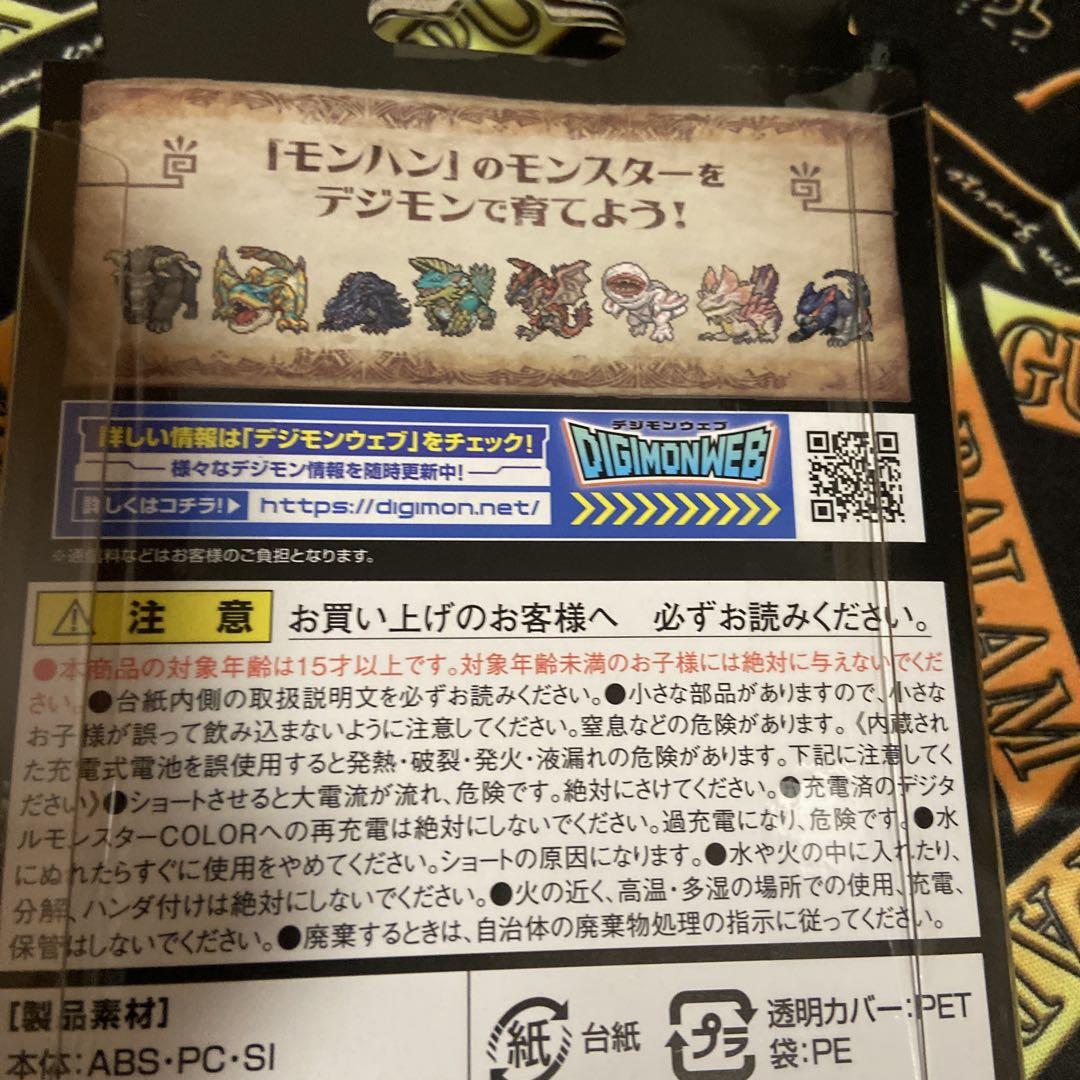 「モンハン」のモンスターを
デジモンで育てよう!
詳しい情報は「デジモンウェブ」をチェック!
様々なデジモン情報を随時更新中!
詳しくはコチラ!▶ https://digimon.net/
デジモンウェブ
DIGIMONWEB
※通信料などはお客様のご負担となります。
⚠ 注意 お買い上げのお客様へ 必ずお読みください。
●本商品の対象年齢は15才以上です。対象年齢未満のお子様には絶対に与えないでくだ
さい。●台紙内側の取扱説明文を必ずお読みください。●小さな部品がありますので、小さな
お子様が誤って飲み込まないように注意してください。窒息などの危険があります。《内蔵され
た充電式電池を誤使用すると発熱・破裂・発火・液漏れの危険があります。下記に注意してく
ださい》●ショートさせると大電流が流れ、危険です。絶対にさけてください。●充電済のデジタ
ルモンスターCOLORへの再充電は絶対にしないでください。過充電になり、危険です。●水
にぬれたらすぐに使用をやめてください。ショートの原因になります。●水や火の中に入れたり、
分解、ハンダ付けは絶対にしないでください。●火の近く、高温・多湿の場所での使用、充電、
保管はしないでください。●廃棄するときは、自治体の廃棄物処理の指示に従ってください。
[製品素材]
本体:ABS・PC・SI
紙 台紙
プラ 透明カバー:PET
袋:PE
GU
BALAM